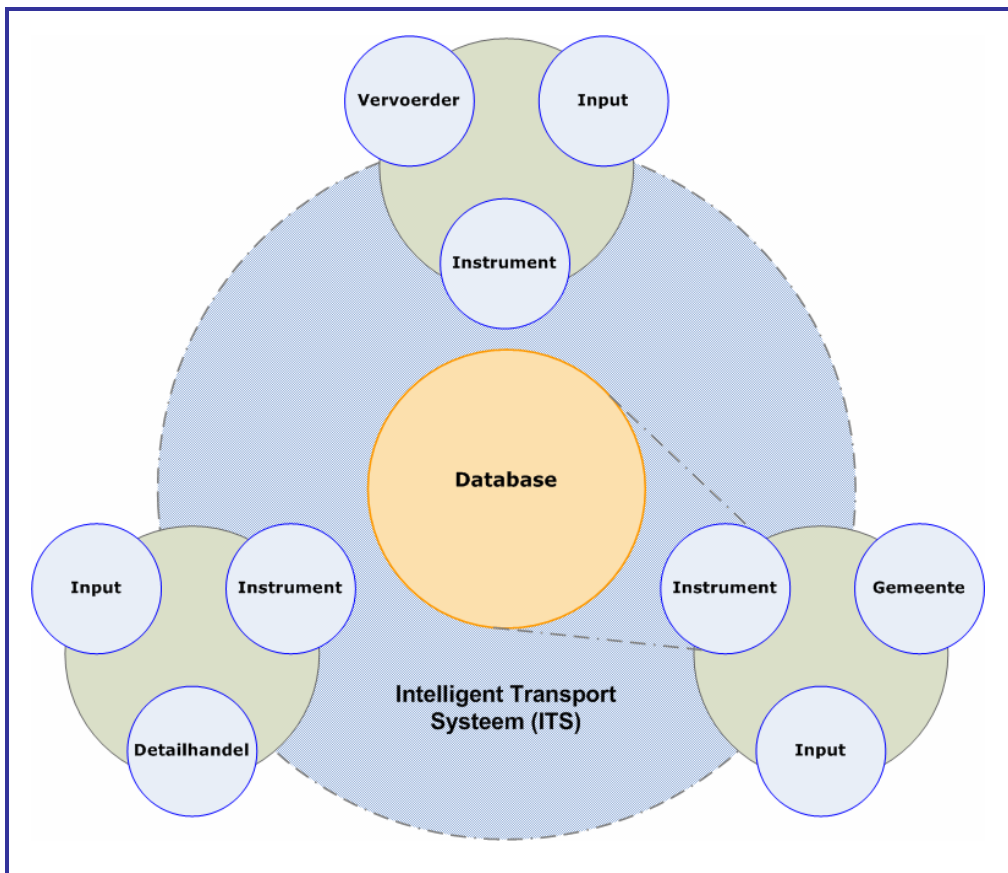 Vervoerder
Input
Instrument
Database
Input
Instrument
Instrument
Gemeente
Intelligent Transport
Systeem (ITS)
Detailhandel
Input